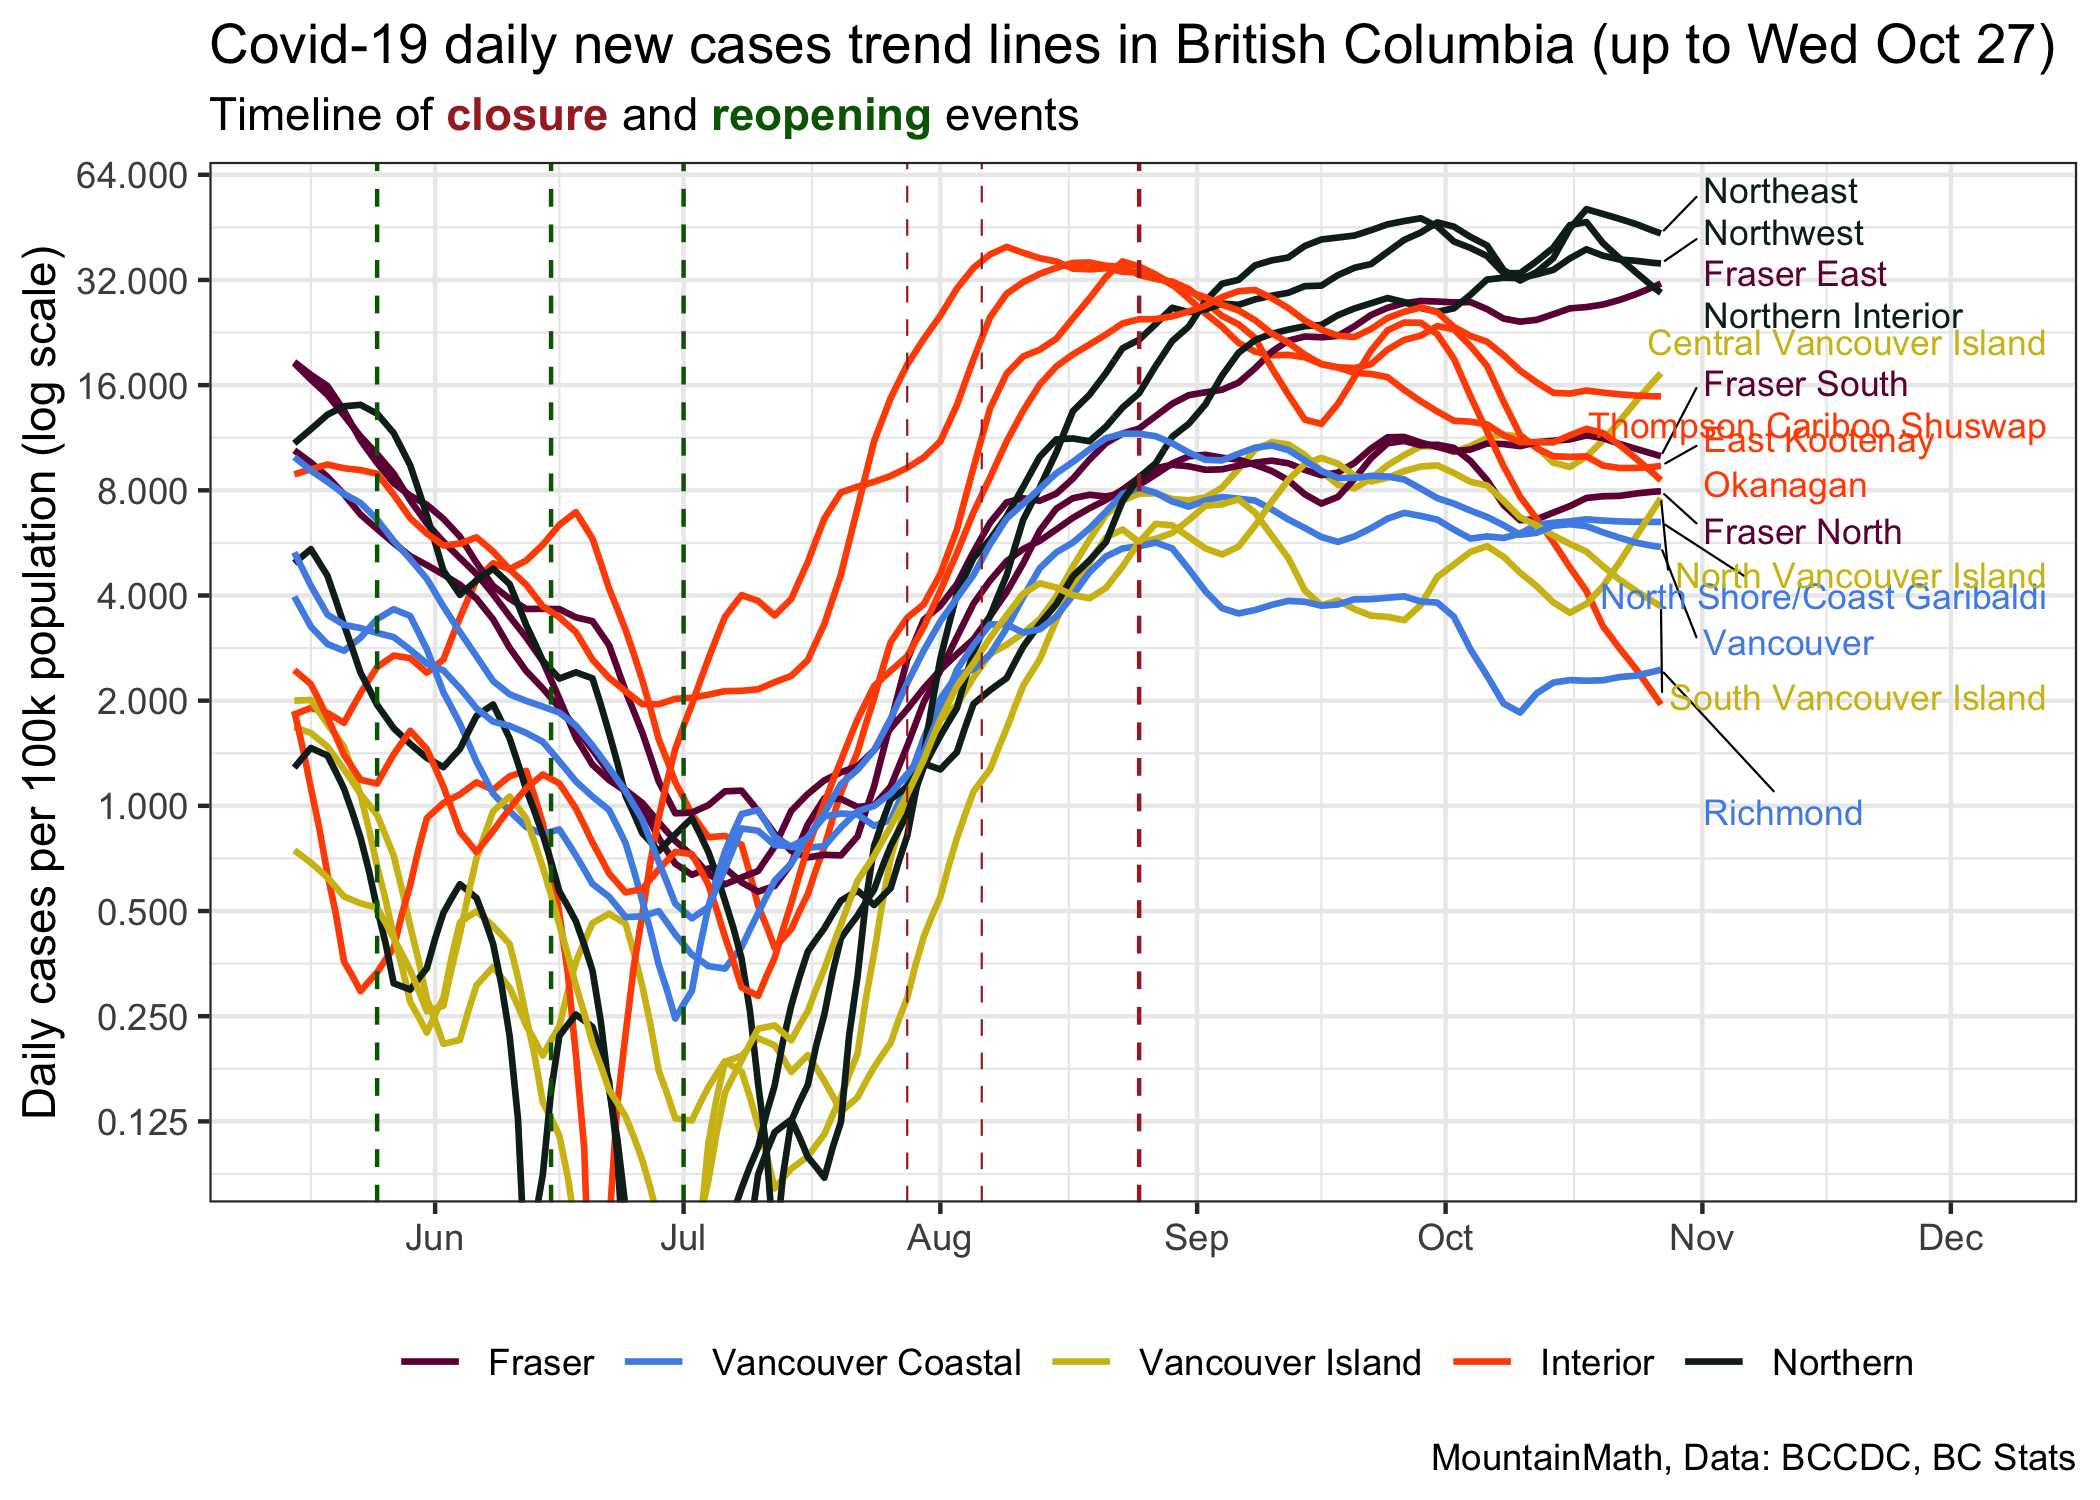 Covid-19 daily new cases trend lines in British Columbia (up to Wed Oct 27)
Timeline of closure and reopening events
Daily cases per 100k population (log scale)
64.000
32.000
16.000
8.000
4.000
2.000
1.000
0.500
0.250
0.125
Northeast
Northwest
Fraser East
Northern Interior
Central Vancouver Island
Fraser South
Thompson Cariboo Shuswap
East Kootenay
Okanagan
Fraser North
North Vancouver Island
North Shore/Coast Garibaldi
Vancouver
South Vancouver Island
Richmond
Jun Jul Aug Sep Oct Nov Dec
Fraser Vancouver Coastal Vancouver Island Interior Northern
MountainMath, Data: BCCDC, BC Stats